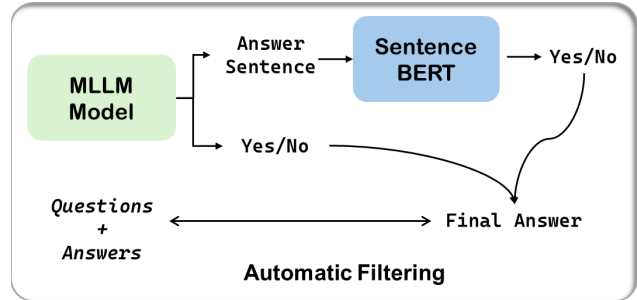 MLLM
Model
Answer
Sentence
Sentence
BERT
Yes/No
Yes/No
Questions
+
Answers
Final Answer
Automatic Filtering